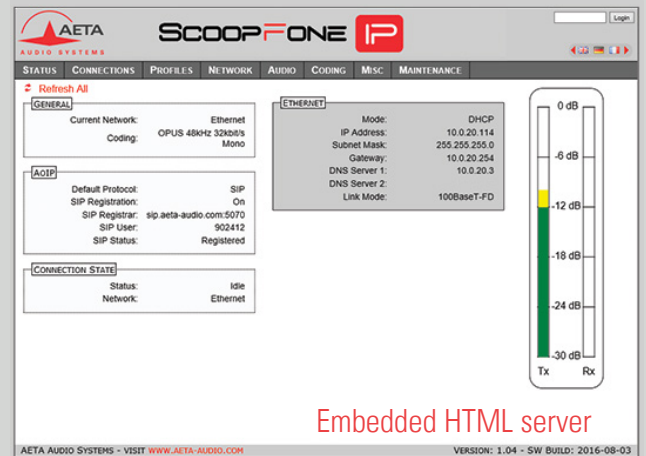 AETA
AUDIO SYSTEMS
SCOOPFONE IP
Login
STATUS CONNECTIONS PROFILES NETWORK AUDIO CODING MISC MAINTENANCE
Refresh All
GENERAL
Current Network: Ethernet
Coding: OPUS 48kHz 32kbit/s
Mono
AOIP
Default Protocol: SIP
SIP Registration: On
SIP Registrar: sip.aeta-audio.com:5070
SIP User: 902412
SIP Status: Registered
CONNECTION STATE
Status: Idle
Network: Ethernet
ETHERNET
Mode: DHCP
IP Address: 10.0.20.114
Subnet Mask: 255.255.255.0
Gateway: 10.0.20.254
DNS Server 1: 10.0.20.3
DNS Server 2:
Link Mode: 100BaseT-FD
0 dB
-6 dB
-12 dB
-18 dB
-24 dB
-30 dB
Tx Rx
Embedded HTML server
AETA AUDIO SYSTEMS - VISIT WWW.AETA-AUDIO.COM VERSION: 1.04 - SW BUILD: 2016-08-03